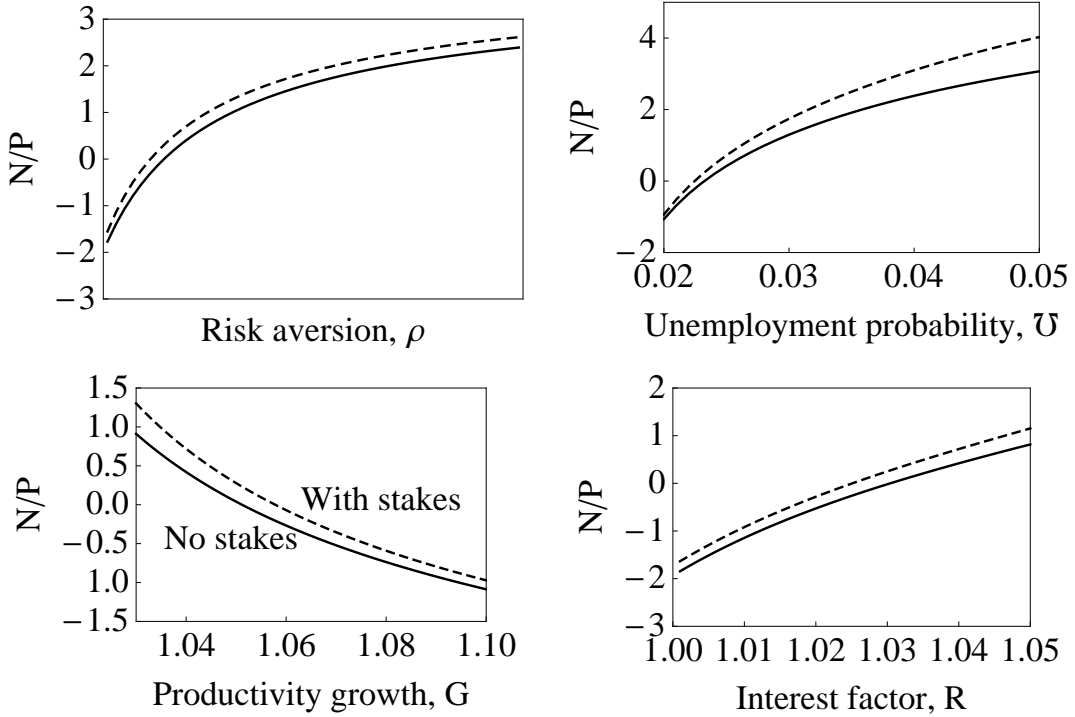 3
2
1
0
−1
−2
−3
N/P
Risk aversion, ρ
4
2
0
−2
N/P
0.02 0.03 0.04 0.05
Unemployment probability, ℧
1.5
1.0
0.5
0.0
−0.5
1.0
−1.5
N/P
With stakes
No stakes
1.04 1.06 1.08 1.10
Productivity growth, G
2
1
0
−1
−2
−3
N/P
1.00 1.01 1.02 1.03 1.04 1.05
Interest factor, R